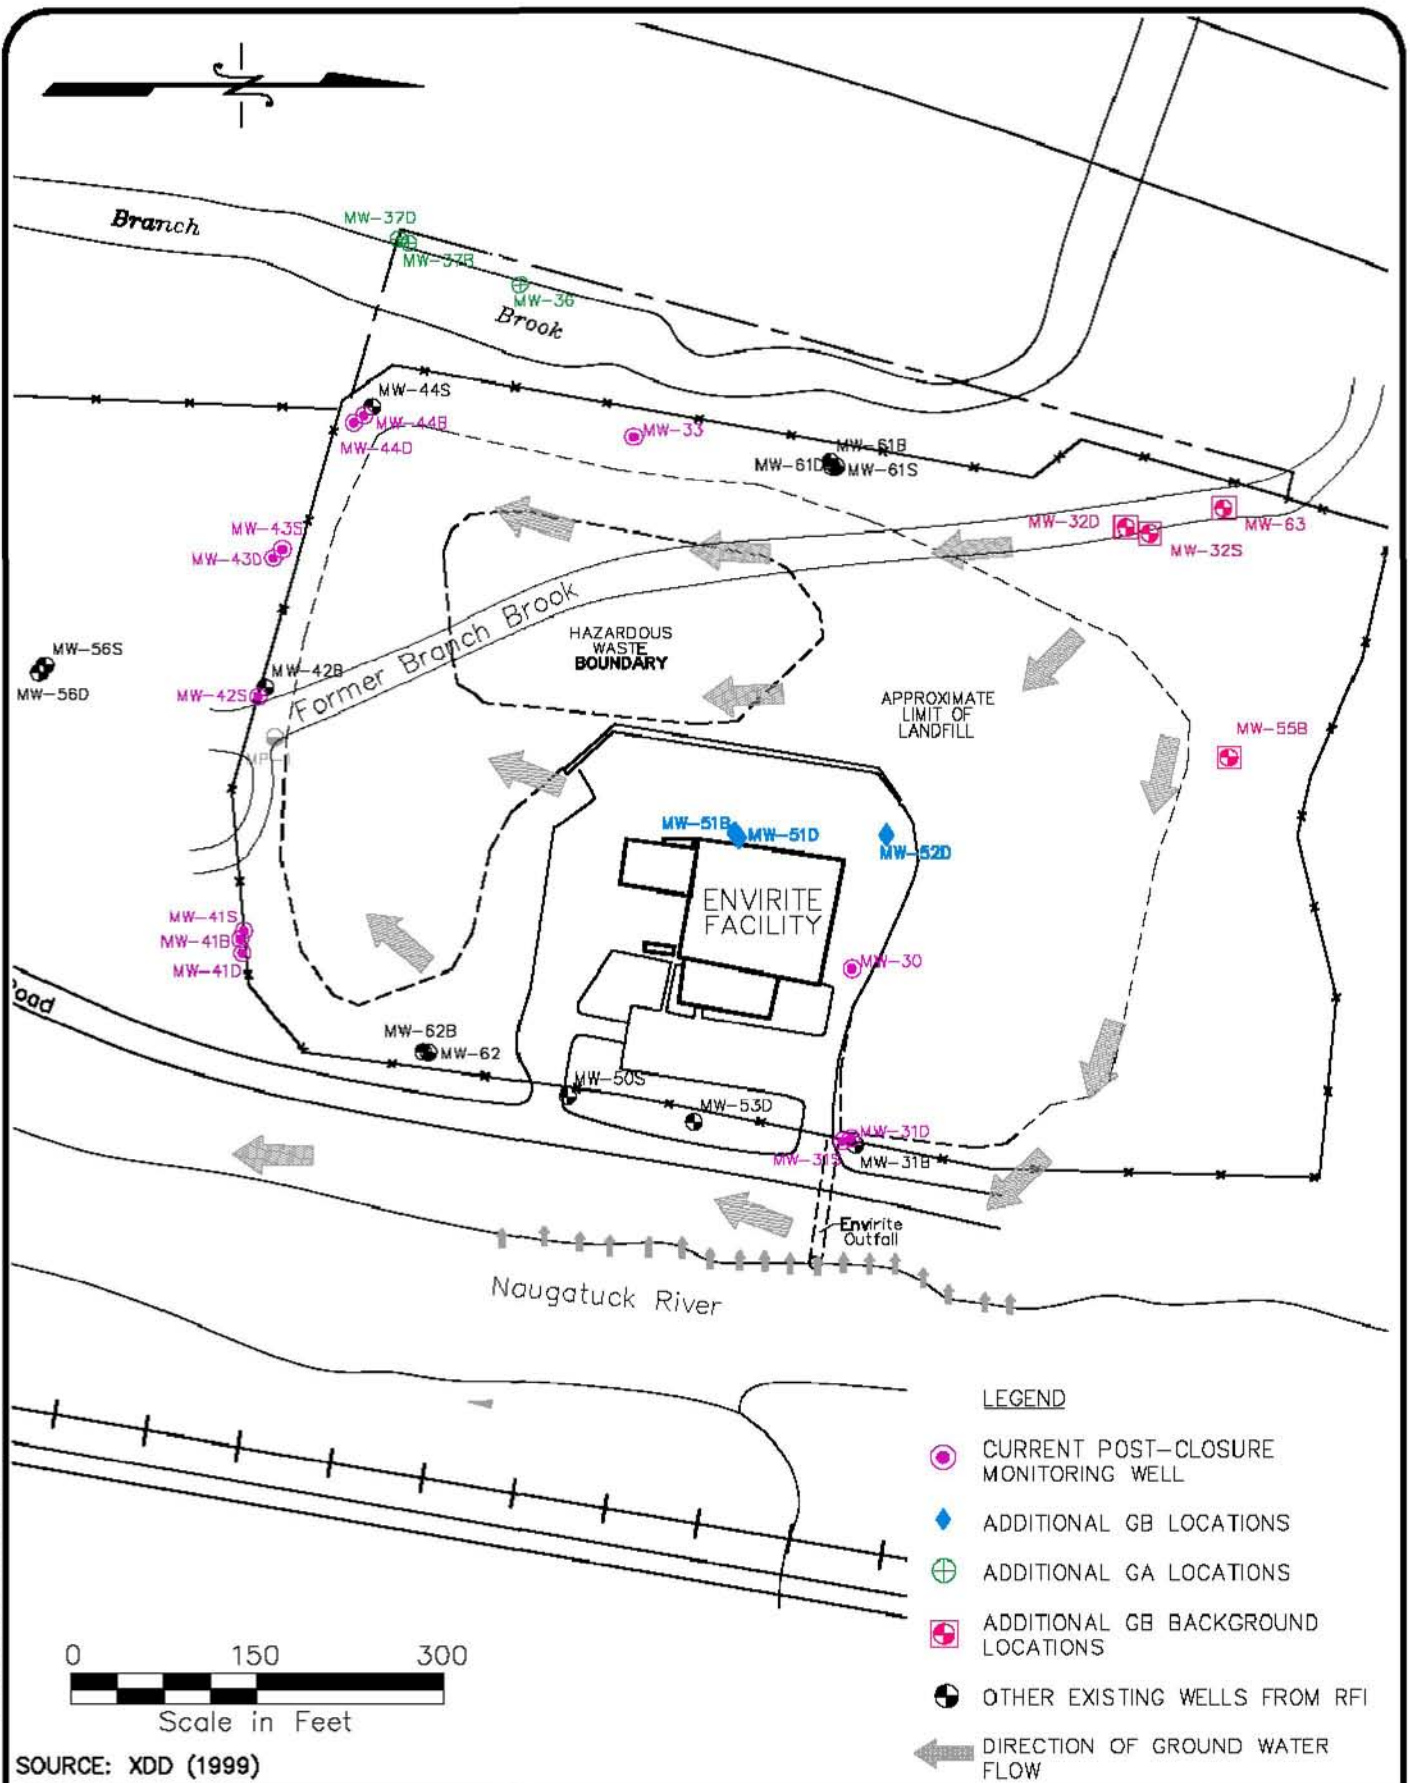 N
Branch
MW-37D
MW-37B
MW-36
Brook
MW-44S
MW-44B
MW-44D
MW-33
MW-61B
MW-61D
MW-61S
MW-43S
MW-43D
MW-32D
MW-32S
MW-63
Former Branch Brook
HAZARDOUS
WASTE
BOUNDARY
MW-56S
MW-56D
MW-42B
MW-42S
APPROXIMATE
LIMIT OF
LANDFILL
MW-55B
MW-51B
MW-51D
MW-52D
ENVIRITE
FACILITY
MW-41S
MW-41B
MW-41D
MW-30
Road
MW-62B
MW-62
MW-50S
MW-53D
MW-31D
MW-31S
MW-31B
Envirite
Outfall
Naugatuck River
LEGEND
CURRENT POST-CLOSURE
MONITORING WELL
ADDITIONAL GB LOCATIONS
ADDITIONAL GA LOCATIONS
ADDITIONAL GB BACKGROUND
LOCATIONS
OTHER EXISTING WELLS FROM RFI
DIRECTION OF GROUND WATER
FLOW
0 150 300
Scale in Feet
SOURCE: XDD (1999)